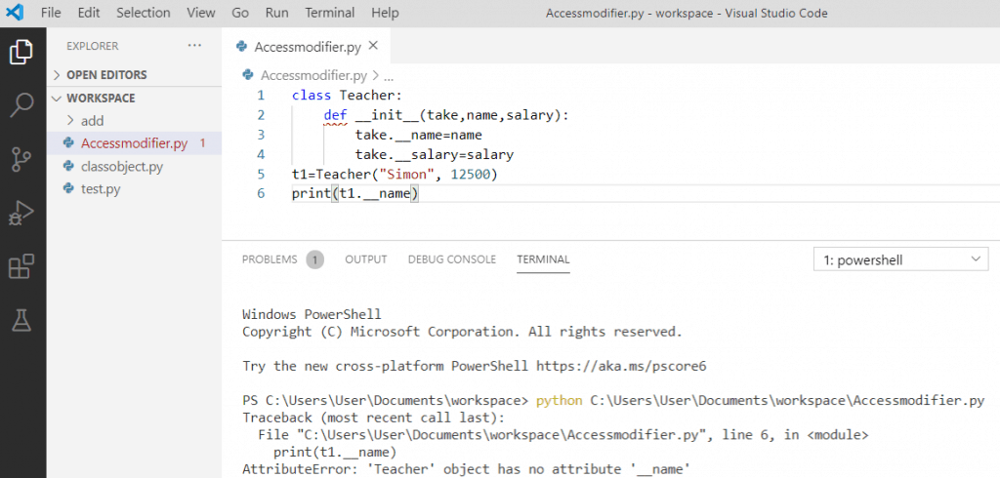 File Edit Selection View Go Run Terminal Help Accessmodifier.py - workspace - Visual Studio Code
EXPLORER ...
OPEN EDITORS
WORKSPACE
add
Accessmodifier.py 1
classobject.py
test.py
Accessmodifier.py
Accessmodifier.py > ...
1 class Teacher:
2     def __init__(take,name,salary):
3         take.__name=name
4         take.__salary=salary
5 t1=Teacher("Simon", 12500)
6 print(t1.__name)
PROBLEMS 1 OUTPUT DEBUG CONSOLE TERMINAL 1: powershell
Windows PowerShell
Copyright (C) Microsoft Corporation. All rights reserved.
Try the new cross-platform PowerShell https://aka.ms/pscore6
PS C:\Users\User\Documents\workspace> python C:\Users\User\Documents\workspace\Accessmodifier.py
Traceback (most recent call last):
  File "C:\Users\User\Documents\workspace\Accessmodifier.py", line 6, in <module>
    print(t1.__name)
AttributeError: 'Teacher' object has no attribute '__name'